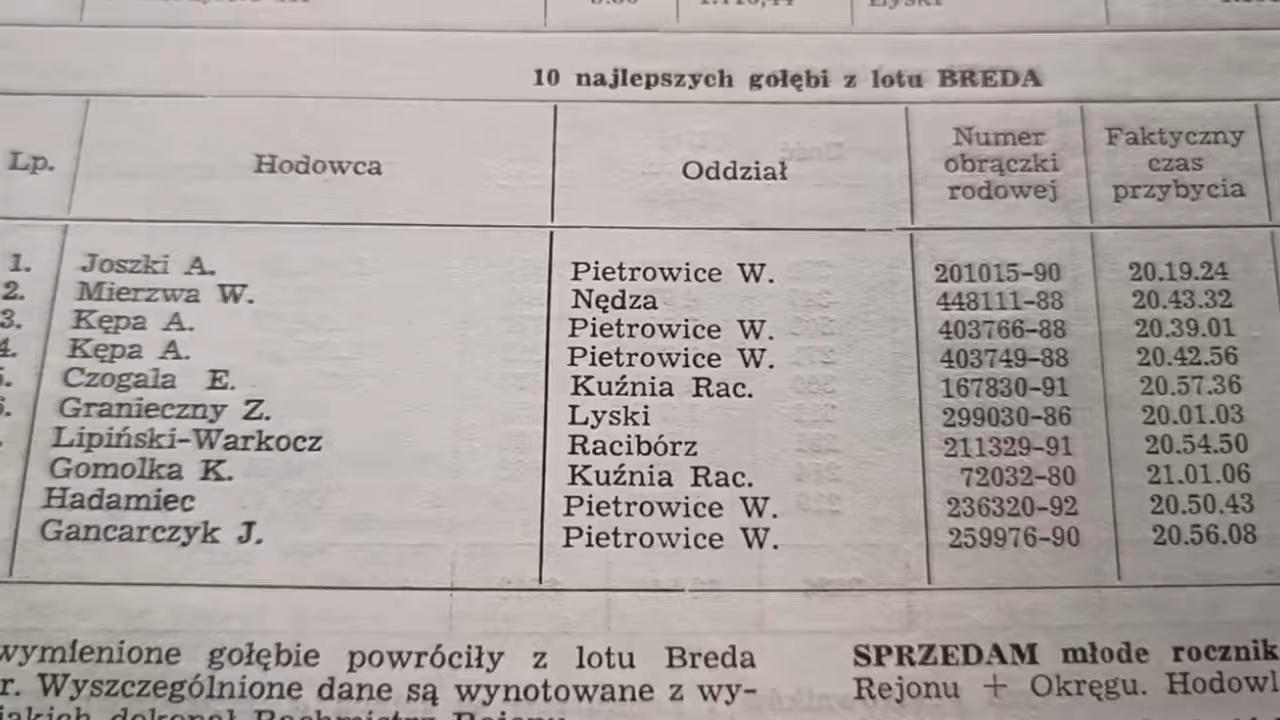 10 najlepszych gołębi z lotu BREDA
Lp. Hodowca Oddział Numer obrączki rodowej Faktyczny czas przybycia
1. Joszki A. Pietrowice W. 201015-90 20.19.24
2. Mierzwa W. Nędza 448111-88 20.43.32
3. Kępa A. Pietrowice W. 403766-88 20.39.01
4. Kępa A. Pietrowice W. 403749-88 20.42.56
Czogala E. Kuźnia Rac. 167830-91 20.57.36
Granieczny Z. Lyski 299030-86 20.01.03
Lipiński-Warkocz Racibórz 211329-91 20.54.50
Gomolka K. Kuźnia Rac. 72032-80 21.01.06
Hadamiec Pietrowice W. 236320-92 20.50.43
Gancarczyk J. Pietrowice W. 259976-90 20.56.08
wymienione gołębie powróciły z lotu Breda
r. Wyszczególnione dane są wynotowane z wy-
SPRZEDAM młode rocznik
Rejonu + Okręgu. Hodowl